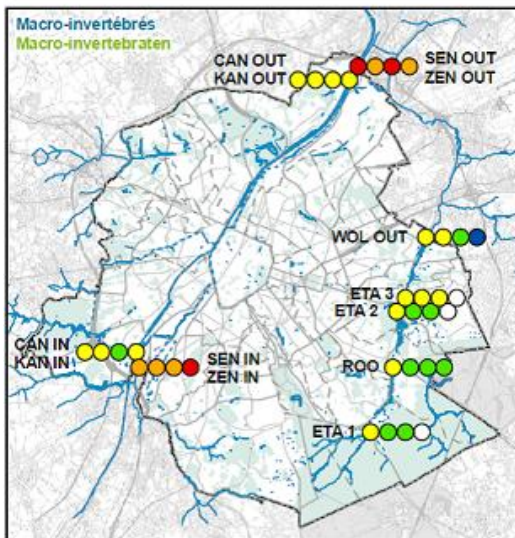 Macro-invertébrés
Macro-invertebraten
CAN OUT
KAN OUT
SEN OUT
ZEN OUT
WOL OUT
ETA 3
ETA 2
CAN IN
KAN IN
SEN IN
ZEN IN
ROO
ETA 1